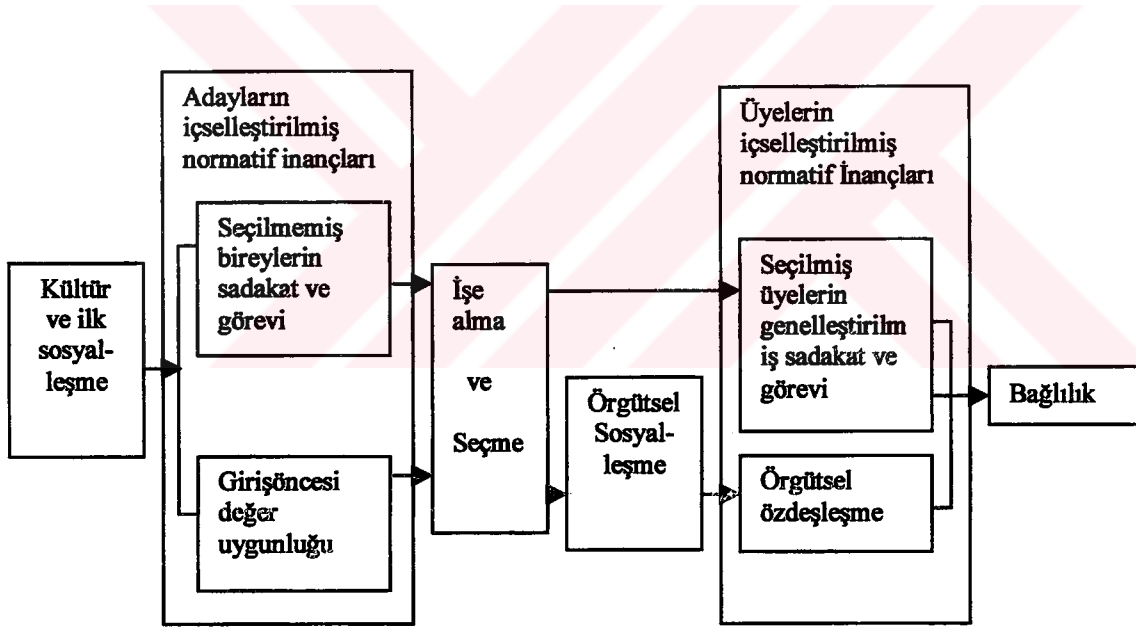 Adayların
içselleştirilmiş
normatif inançları
Üyelerin
içselleştirilmiş
normatif İnançları
Kültür
ve ilk
sosyal-
leşme
Seçilmemiş
bireylerin
sadakat ve
görevi
Girişöncesi
değer
uygunluğu
İşe
alma
ve
Seçme
Örgütsel
Sosyal-
leşme
Seçilmiş
üyelerin
genelleştirilm
iş sadakat ve
görevi
Örgütsel
özdeşleşme
Bağlılık